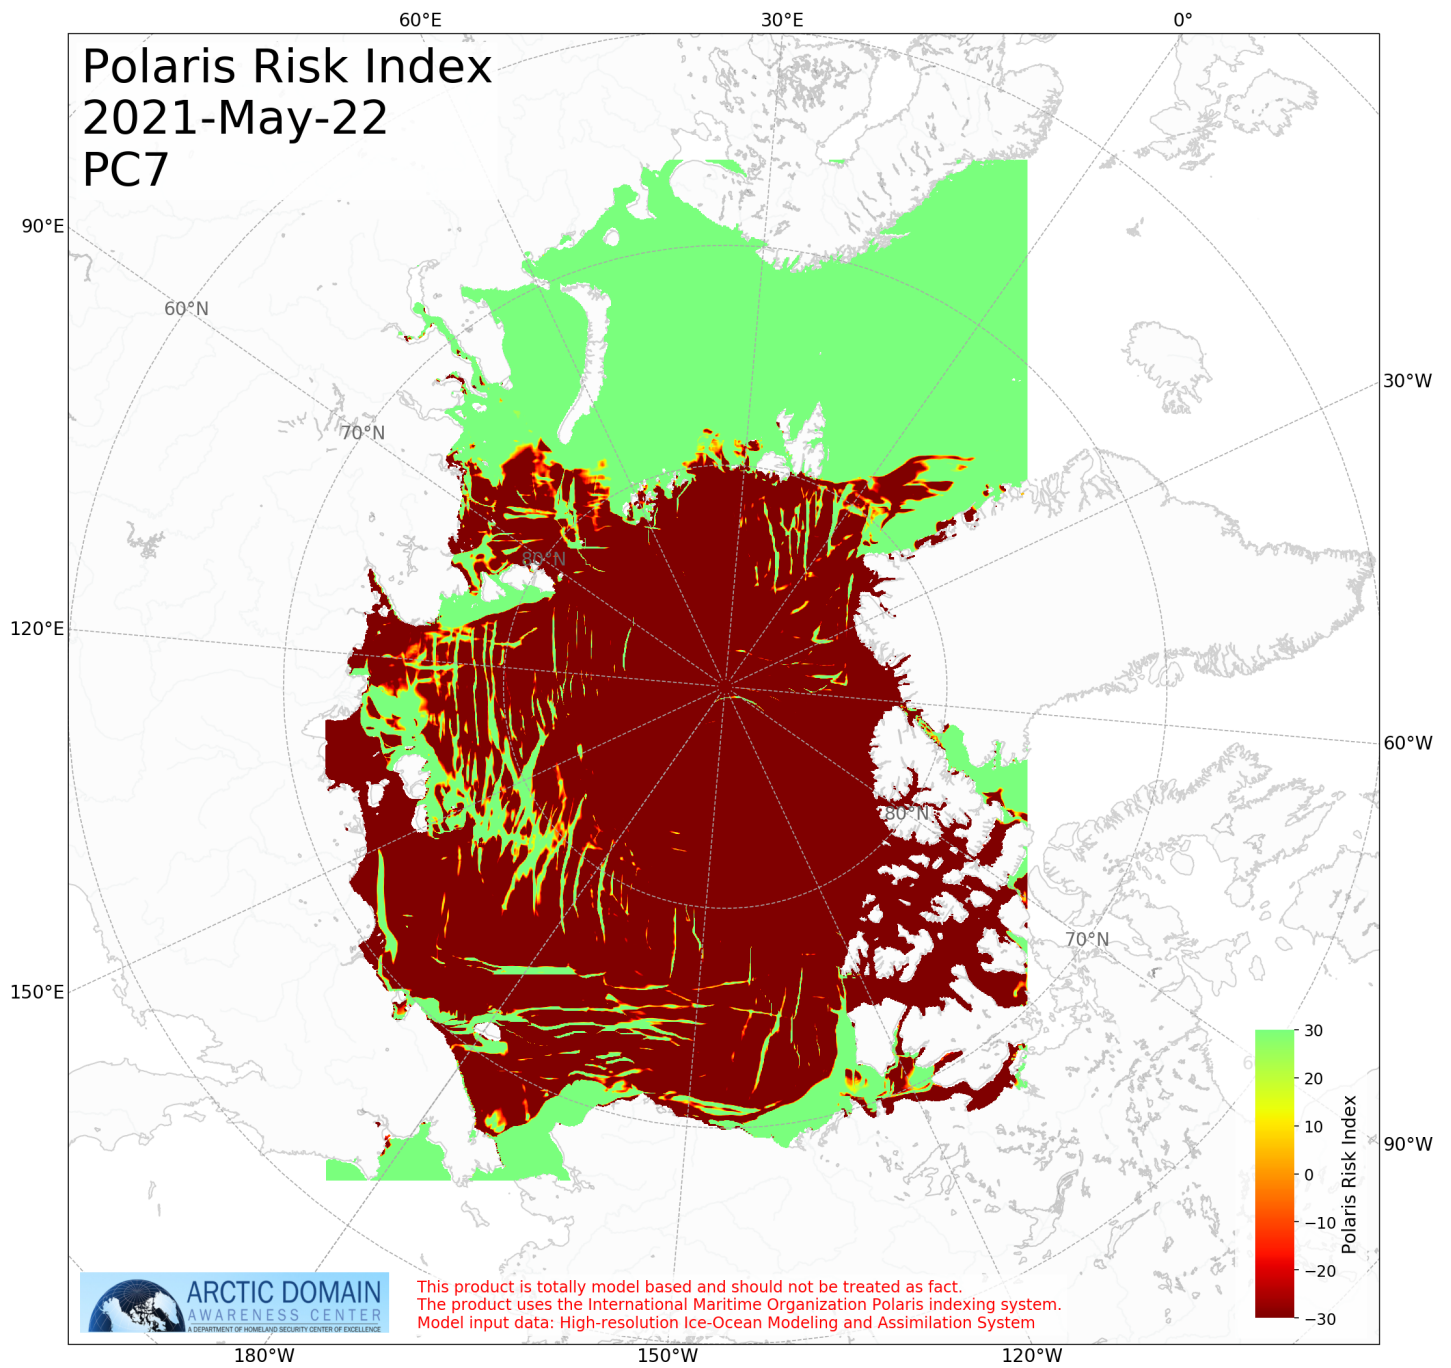 60°E 30°E 0°
Polaris Risk Index
2021-May-22
PC7
90°E
60°N
30°W
70°N
80°N
120°E
60°W
80°N
70°N
150°E
30
20
10
0
−10
−20
−30
Polaris Risk Index
90°W
ARCTIC DOMAIN
AWARENESS CENTER
A DEPARTMENT OF HOMELAND SECURITY CENTER OF EXCELLENCE
This product is totally model based and should not be treated as fact.
The product uses the International Maritime Organization Polaris indexing system.
Model input data: High-resolution Ice-Ocean Modeling and Assimilation System
180°W 150°W 120°W